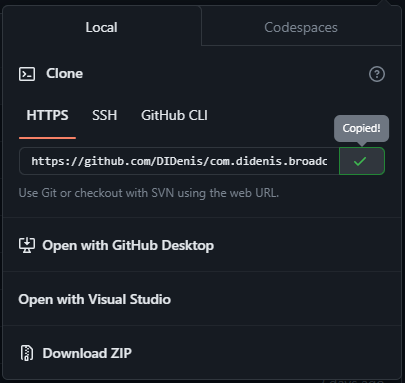 Local Codespaces
Clone
HTTPS SSH GitHub CLI
Copied!
https://github.com/DIDenis/com.didenis.broadc
Use Git or checkout with SVN using the web URL.
Open with GitHub Desktop
Open with Visual Studio
Download ZIP